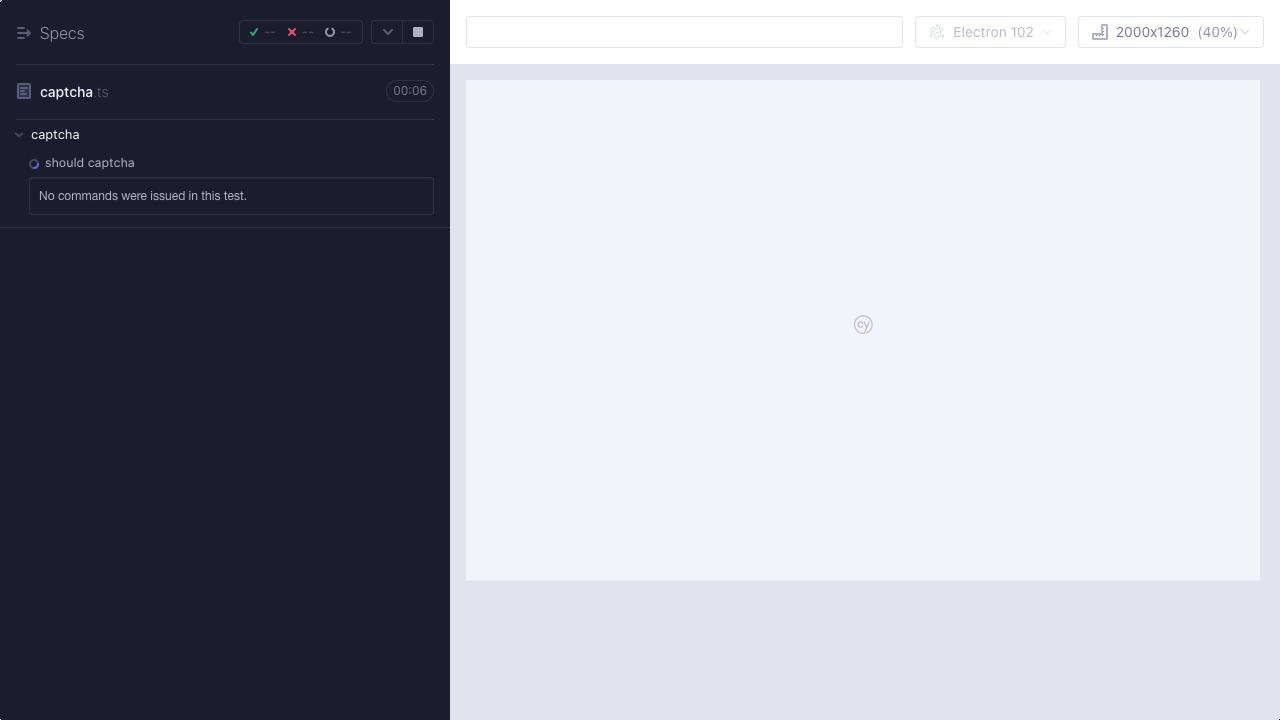 Specs
-- -- --
captcha.ts
00:06
captcha
should captcha
No commands were issued in this test.
Electron 102
2000x1260 (40%)
cy